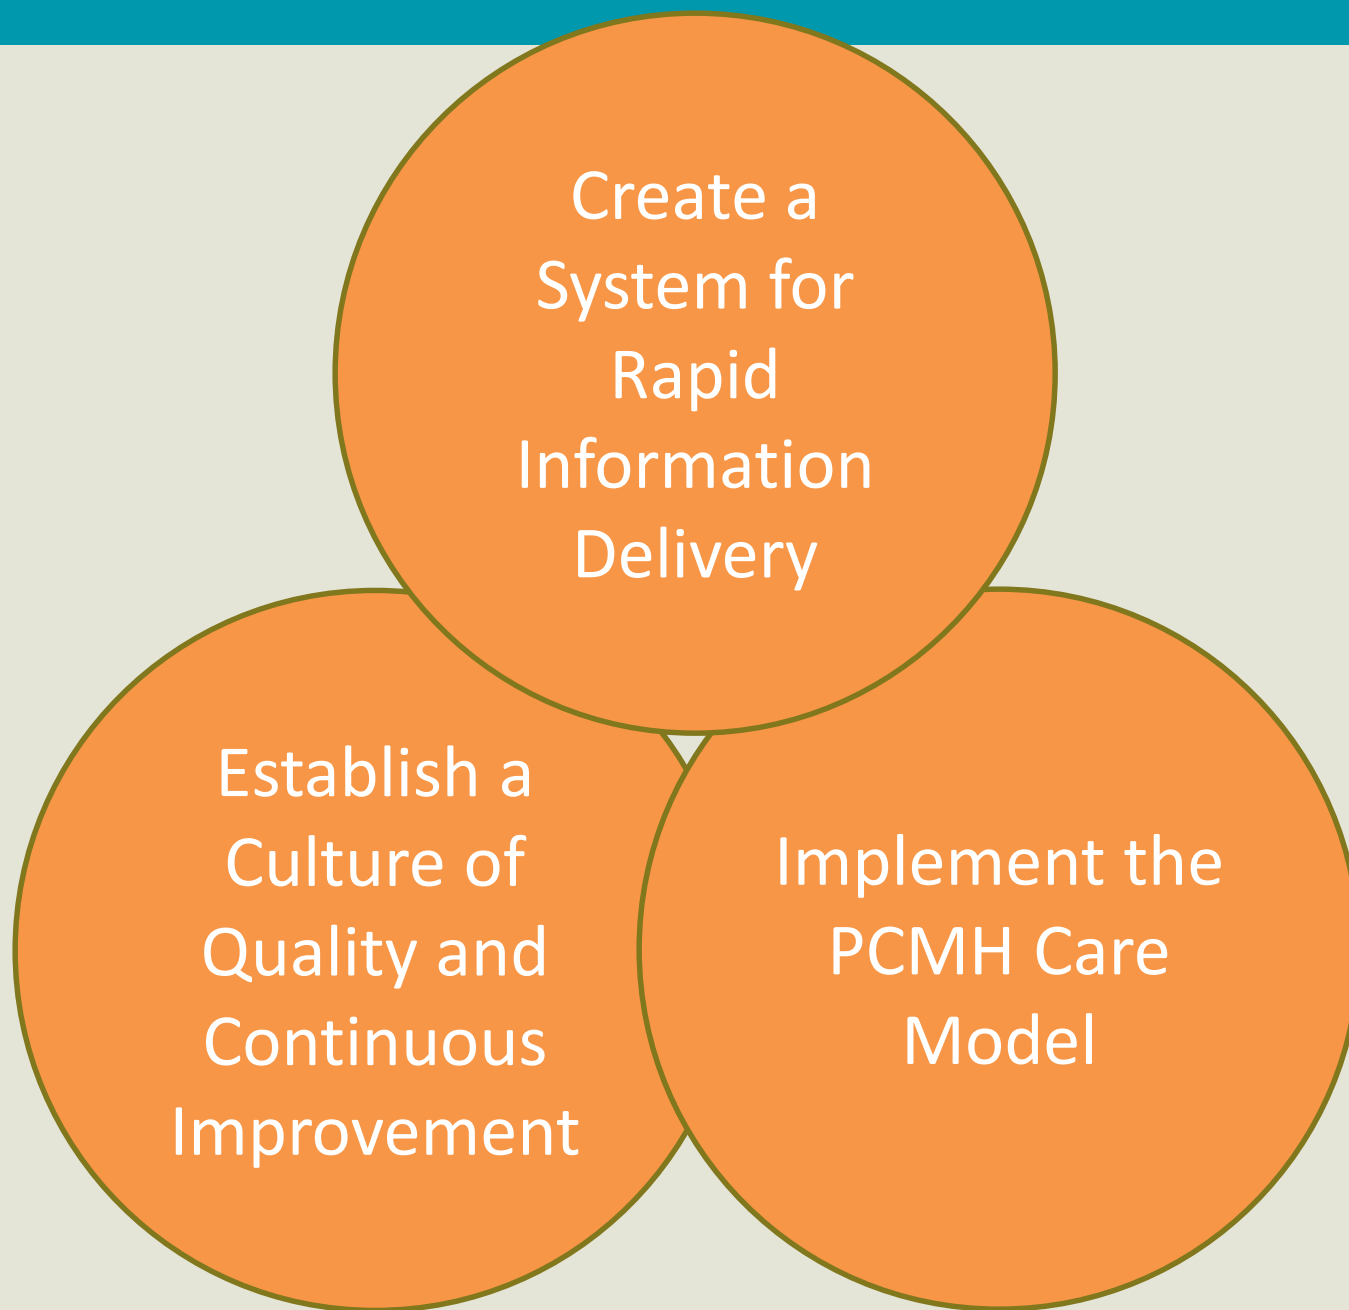 Create a
System for
Rapid
Information
Delivery
Establish a
Culture of
Quality and
Continuous
Improvement
Implement the
PCMH Care
Model